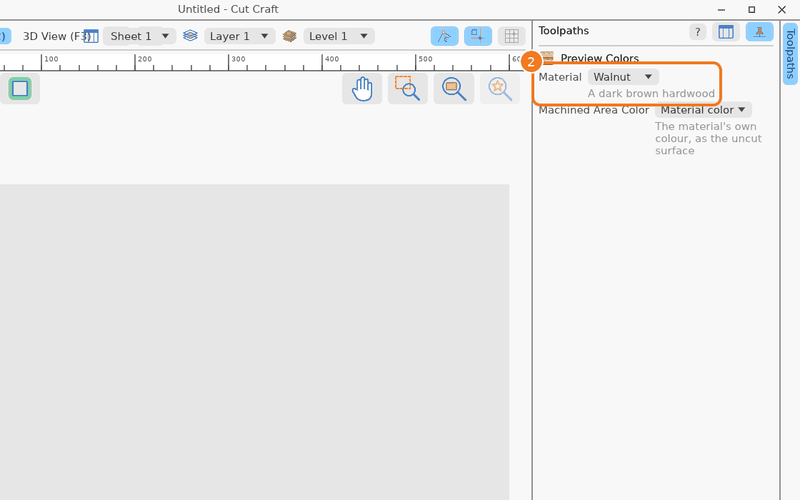 Untitled - Cut Craft
3D View (F3)
Sheet 1
Layer 1
Level 1
Toolpaths
?
Toolpaths
100
200
300
400
500
2
Preview Colors
Material
Walnut
A dark brown hardwood
Machined Area Color
Material color
The material's own
colour, as the uncut
surface